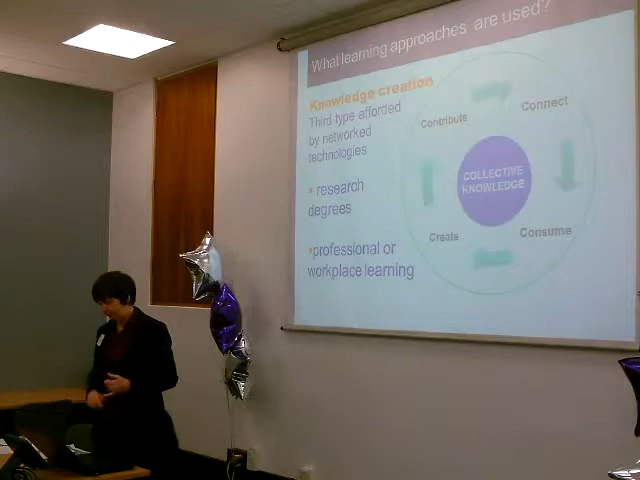 What learning approaches are used?
Knowledge creation
Third type afforded
by networked
technologies
• research
degrees
•professional or
workplace learning
Contribute
Connect
COLLECTIVE
KNOWLEDGE
Create
Consume